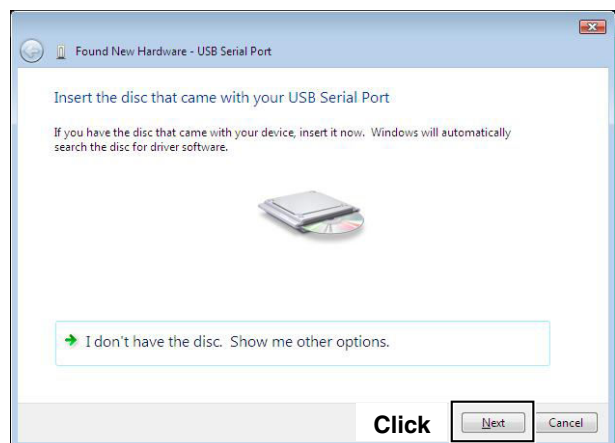 Found New Hardware - USB Serial Port
Insert the disc that came with your USB Serial Port
If you have the disc that came with your device, insert it now.  Windows will automatically
search the disc for driver software.
I don't have the disc.  Show me other options.
Click Next Cancel